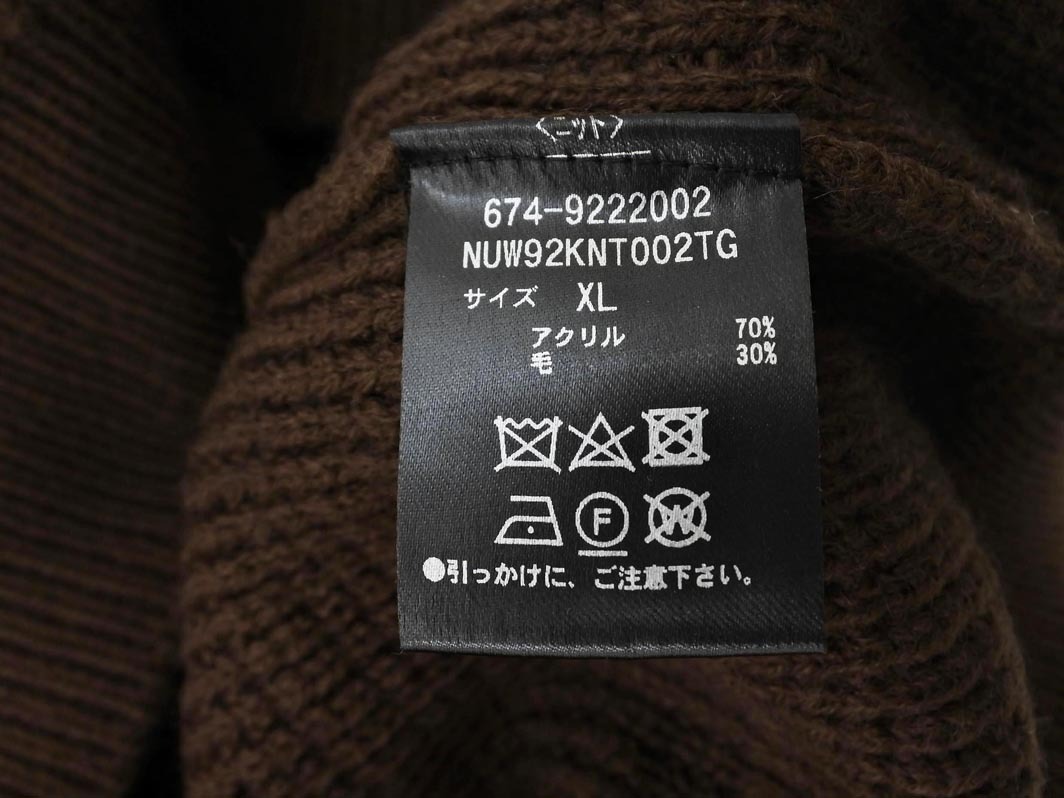 〈ニット〉
674-9222002
NUW92KNT002TG
サイズ XL
アクリル 70%
毛 30%
F
W
●引っかけに、ご注意下さい。